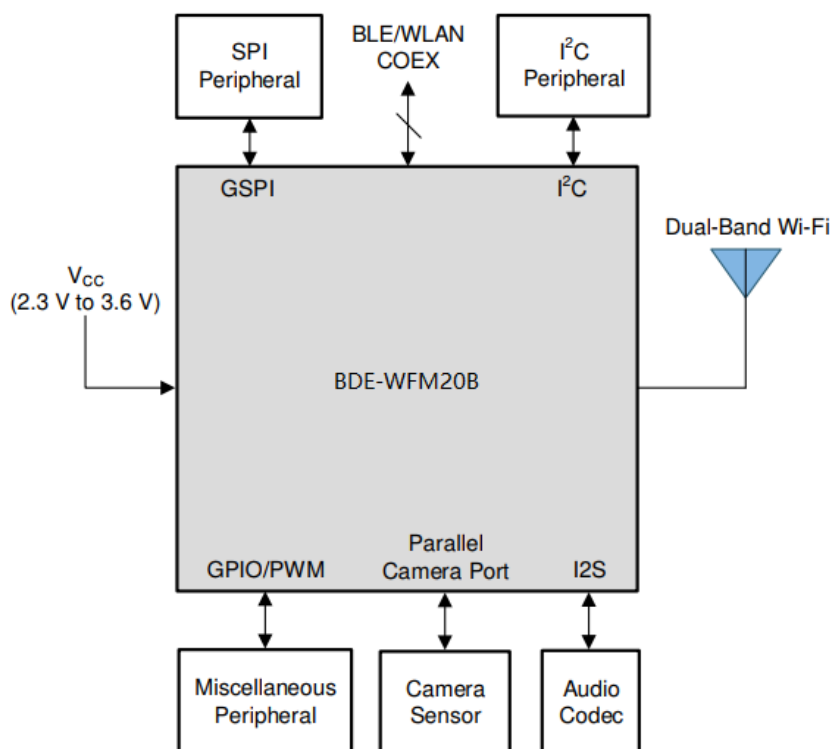 SPI
Peripheral
BLE/WLAN
COEX
I²C
Peripheral
GSPI
I²C
Dual-Band Wi-Fi
VCC
(2.3 V to 3.6 V)
BDE-WFM20B
GPIO/PWM
Parallel
Camera Port
I2S
Miscellaneous
Peripheral
Camera
Sensor
Audio
Codec